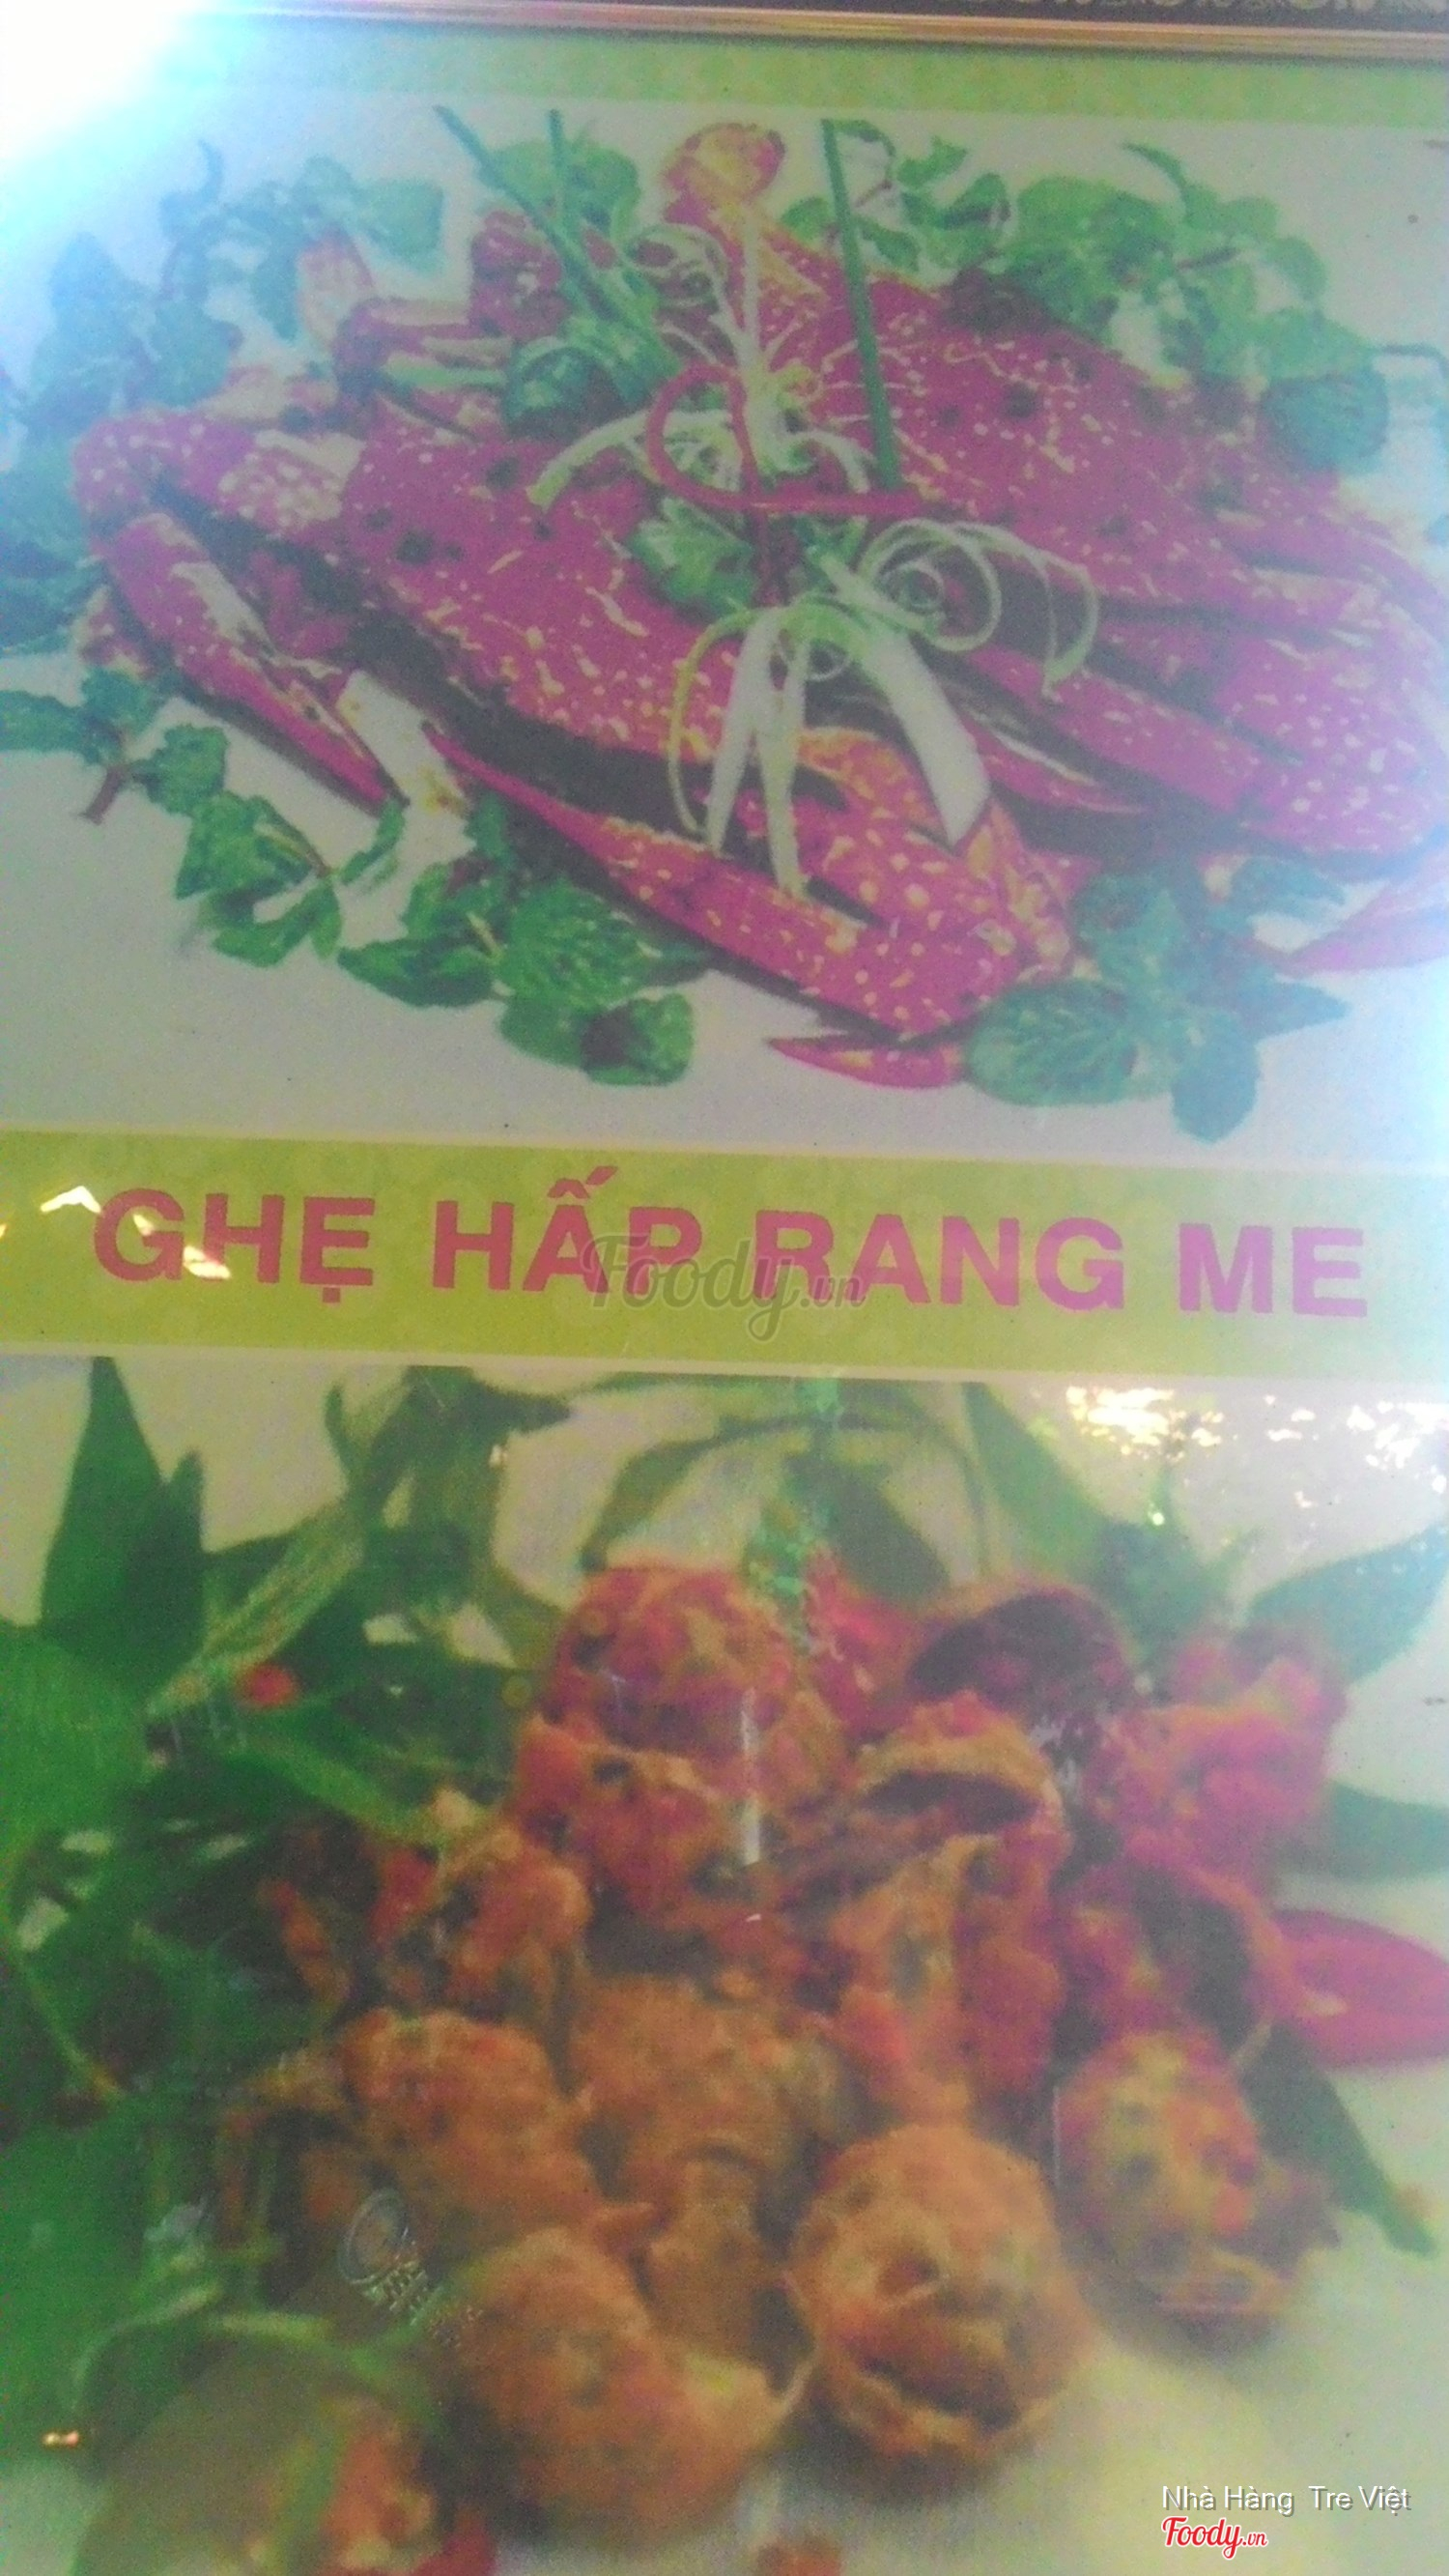 GHẸ HẤP RANG ME
Foody.vn
Nhà Hàng Tre Việt
Foody.vn